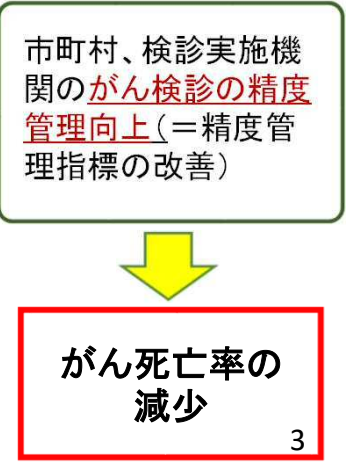 市町村、検診実施機
関のがん検診の精度
管理向上(＝精度管
理指標の改善)
がん死亡率の
減少
3